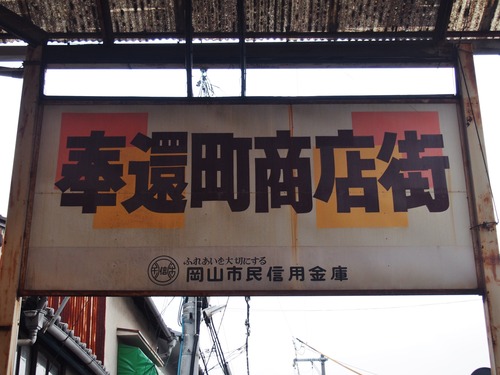 奉還町商店街
ふれあいを大切にする
岡山市民信用金庫